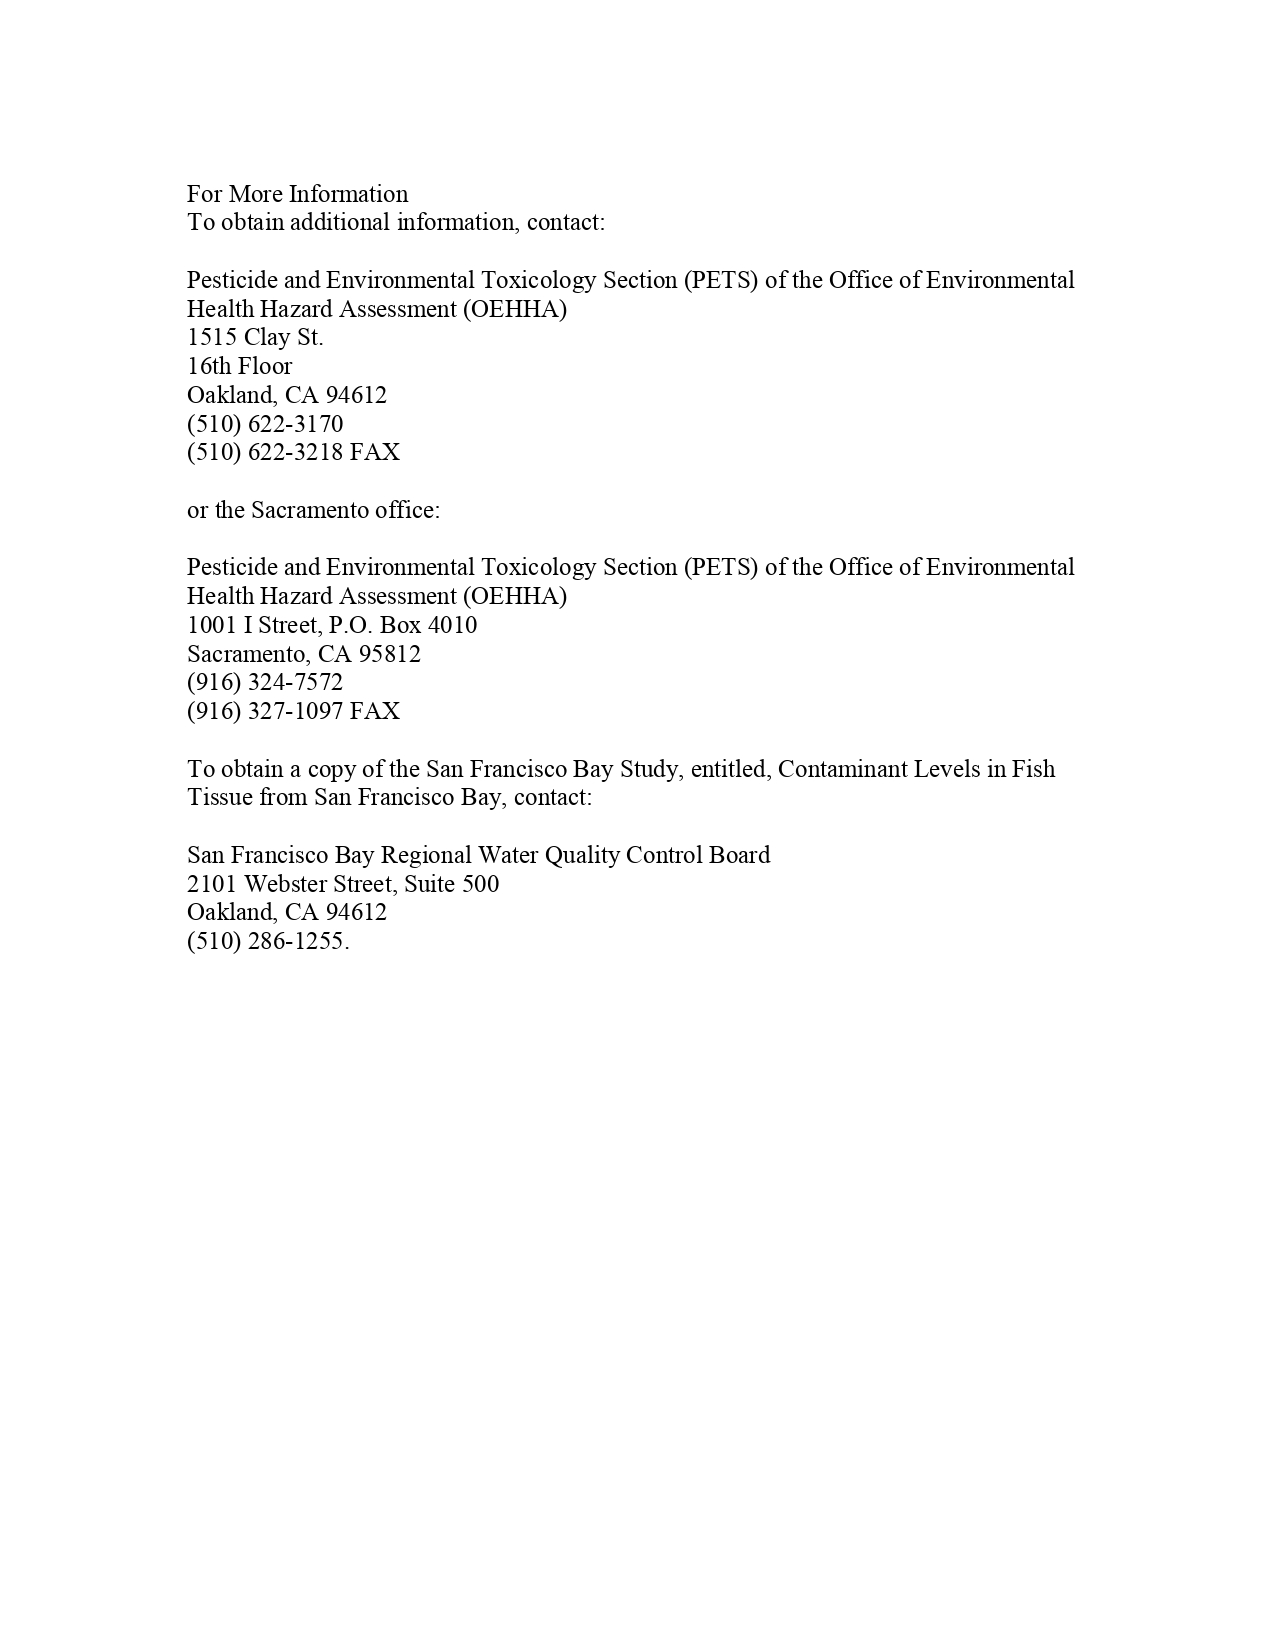 For More Information
To obtain additional information, contact:
Pesticide and Environmental Toxicology Section (PETS) of the Office of Environmental
Health Hazard Assessment (OEHHA)
1515 Clay St.
16th Floor
Oakland, CA 94612
(510) 622-3170
(510) 622-3218 FAX
or the Sacramento office:
Pesticide and Environmental Toxicology Section (PETS) of the Office of Environmental
Health Hazard Assessment (OEHHA)
1001 I Street, P.O. Box 4010
Sacramento, CA 95812
(916) 324-7572
(916) 327-1097 FAX
To obtain a copy of the San Francisco Bay Study, entitled, Contaminant Levels in Fish
Tissue from San Francisco Bay, contact:
San Francisco Bay Regional Water Quality Control Board
2101 Webster Street, Suite 500
Oakland, CA 94612
(510) 286-1255.